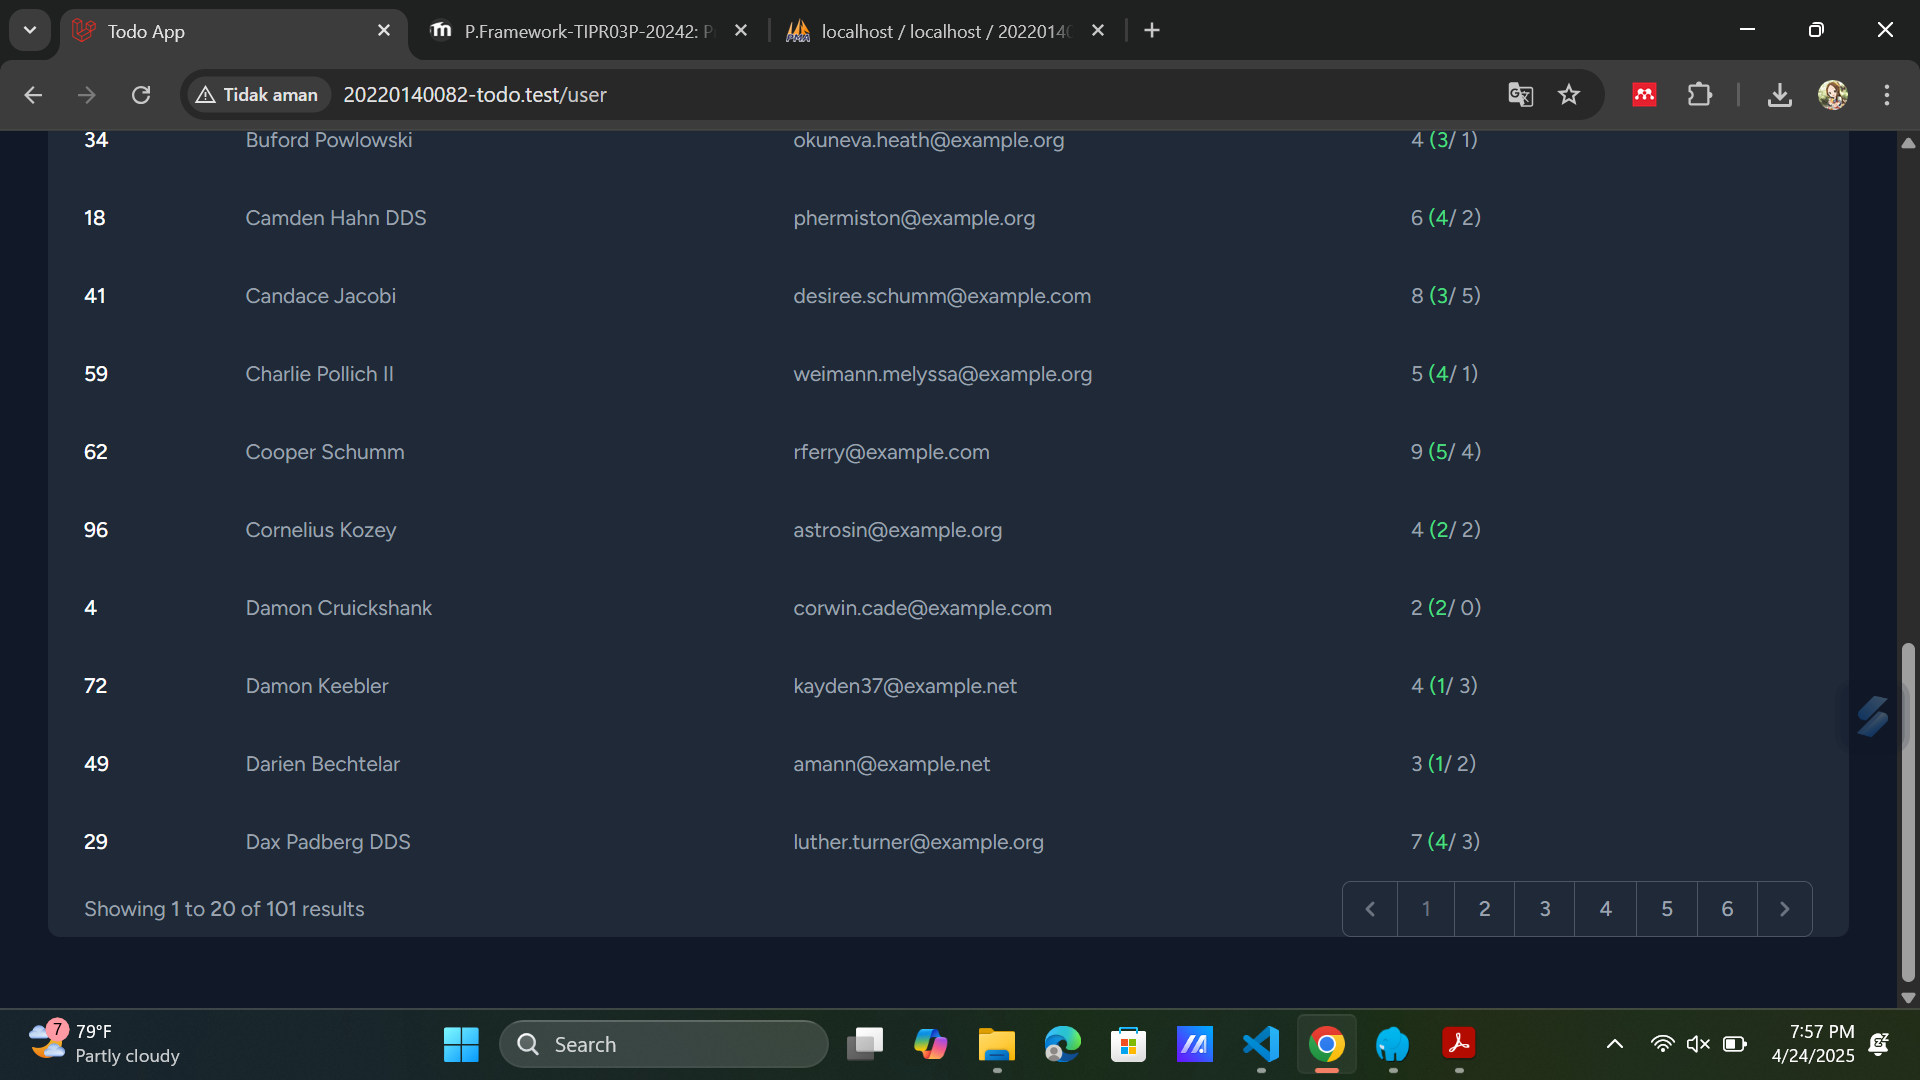 Todo App
P.Framework-TIPR03P-20242: P
localhost / localhost / 2022014
Tidak aman
20220140082-todo.test/user
34 Buford Powlowski okuneva.heath@example.org 4 (3/ 1)
18 Camden Hahn DDS phermiston@example.org 6 (4/ 2)
41 Candace Jacobi desiree.schumm@example.com 8 (3/ 5)
59 Charlie Pollich II weimann.melyssa@example.org 5 (4/ 1)
62 Cooper Schumm rferry@example.com 9 (5/ 4)
96 Cornelius Kozey astrosin@example.org 4 (2/ 2)
4 Damon Cruickshank corwin.cade@example.com 2 (2/ 0)
72 Damon Keebler kayden37@example.net 4 (1/ 3)
49 Darien Bechtelar amann@example.net 3 (1/ 2)
29 Dax Padberg DDS luther.turner@example.org 7 (4/ 3)
Showing 1 to 20 of 101 results
1 2 3 4 5 6
7
79°F
Partly cloudy
Search
7:57 PM
4/24/2025